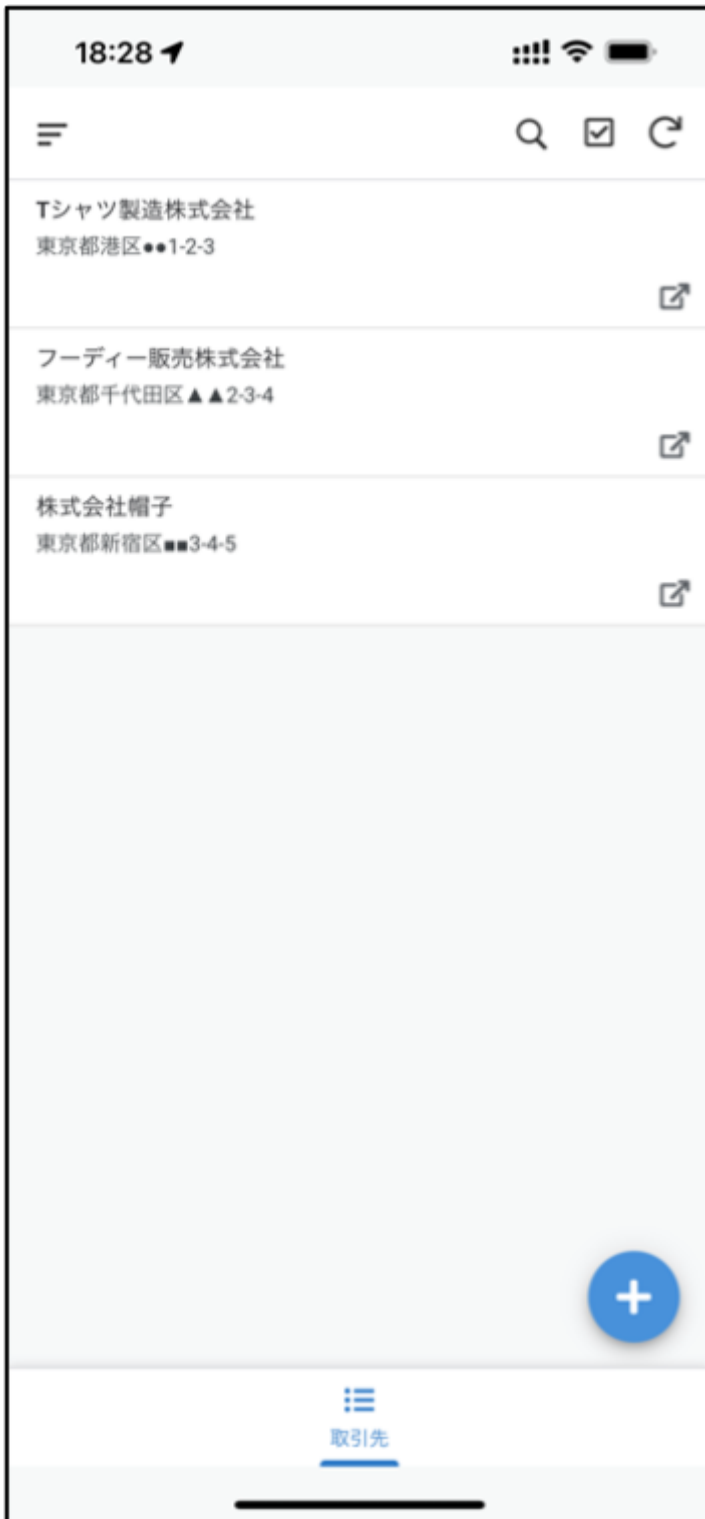 18:28
Tシャツ製造株式会社
東京都港区●●1-2-3
フーディー販売株式会社
東京都千代田区▲▲2-3-4
株式会社帽子
東京都新宿区■■3-4-5
取引先